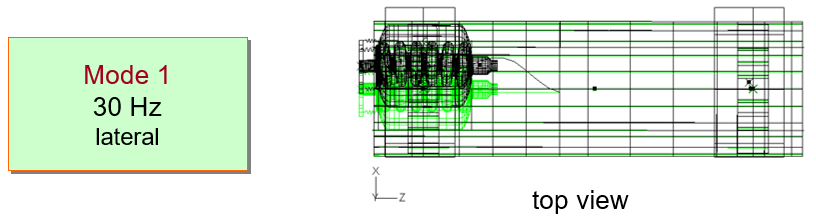 Mode 1
30 Hz
lateral
X
Y
Z
top view